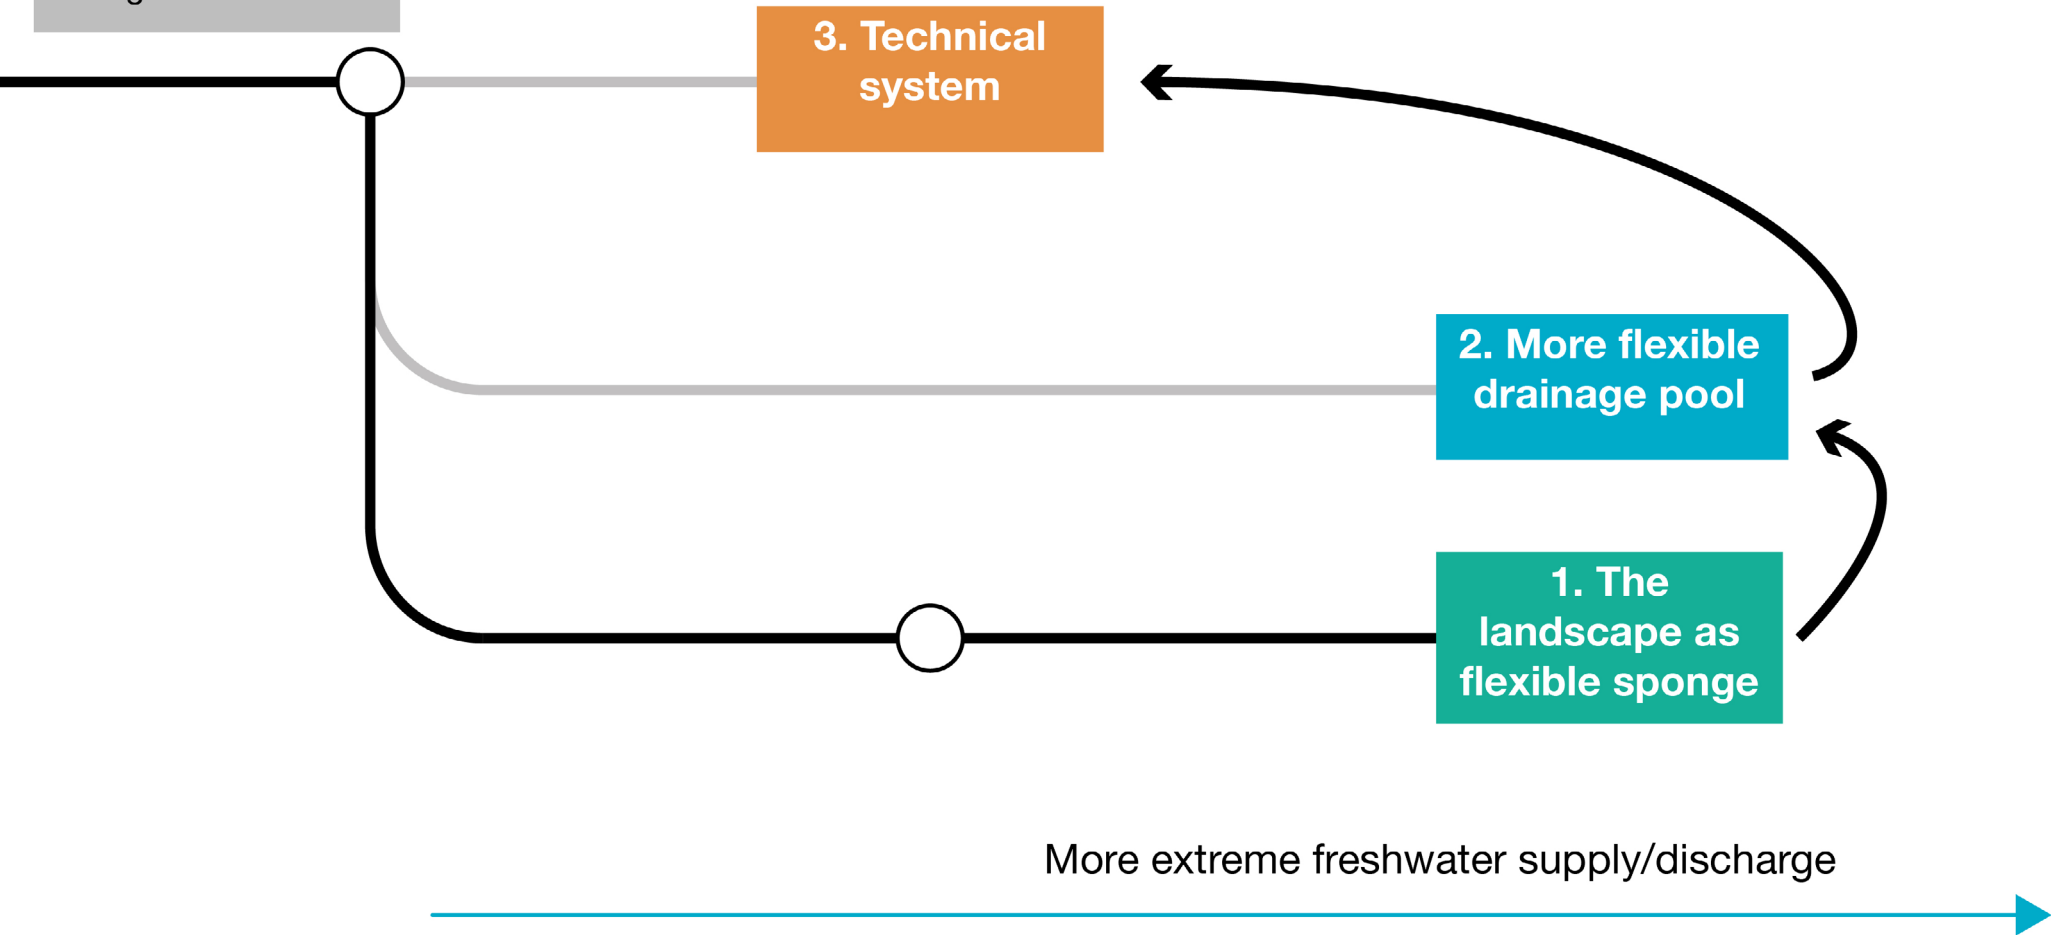 3. Technical
system
2. More flexible
drainage pool
1. The
landscape as
flexible sponge
More extreme freshwater supply/discharge